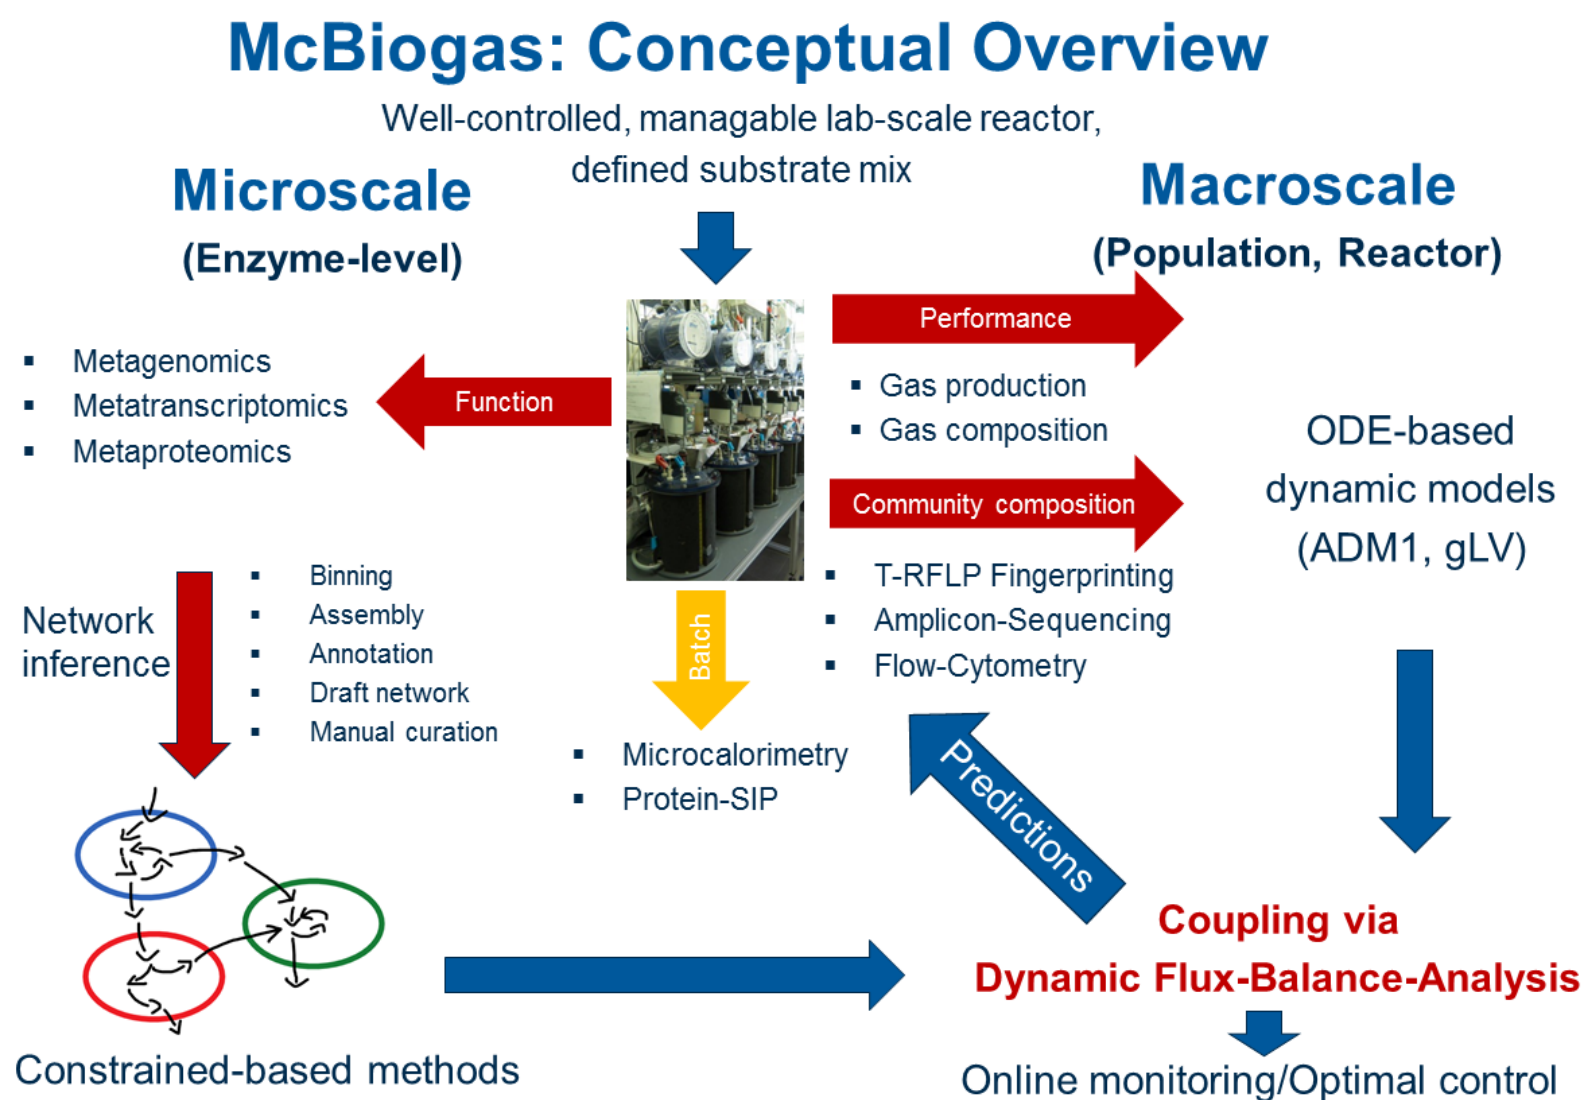 McBiogas: Conceptual Overview
Well-controlled, managable lab-scale reactor,
defined substrate mix
Microscale
(Enzyme-level)
Macroscale
(Population, Reactor)
Metagenomics
Metatranscriptomics
Metaproteomics
Function
Performance
Gas production
Gas composition
Community composition
T-RFLP Fingerprinting
Amplicon-Sequencing
Flow-Cytometry
ODE-based
dynamic models
(ADM1, gLV)
Network
inference
Binning
Assembly
Annotation
Draft network
Manual curation
Batch
Microcalorimetry
Protein-SIP
Predictions
Coupling via
Dynamic Flux-Balance-Analysis
Constrained-based methods
Online monitoring/Optimal control